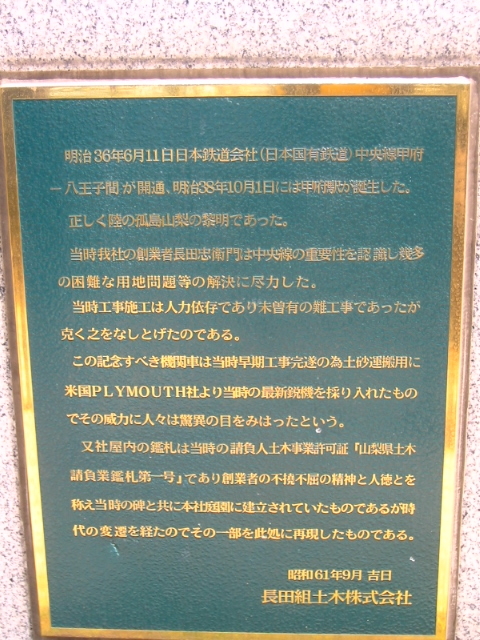 明治36年6月11日日本鉄道会社(日本国有鉄道)中央線甲府
ー八王子間が開通、明治38年10月1日には甲府駅が誕生した。
正しく陸の孤島山梨の黎明であった。
当時我社の創業者長田忠衛門は中央線の重要性を認識し幾多
の困難な用地問題等の解決に尽力した。
当時工事施工は人力依存であり未曽有の難工事であったが
克く之をなしとげたのである。
この記念すべき機関車は当時早期工事完遂の為土砂運搬用に
米国PLYMOUTH社より当時の最新鋭機を採り入れたもの
でその威力に人々は驚異の目をみはったという。
又社屋内の鑑札は当時の請負人土木事業許可証『山梨県土木
請負業鑑札第一号』であり創業者の不撓不屈の精神と人徳とを
称え当時の碑と共に本社庭園に建立されていたものであるが時
代の変遷を経たのでその一部を此処に再現したものである。
昭和61年9月 吉日
長田組土木株式会社